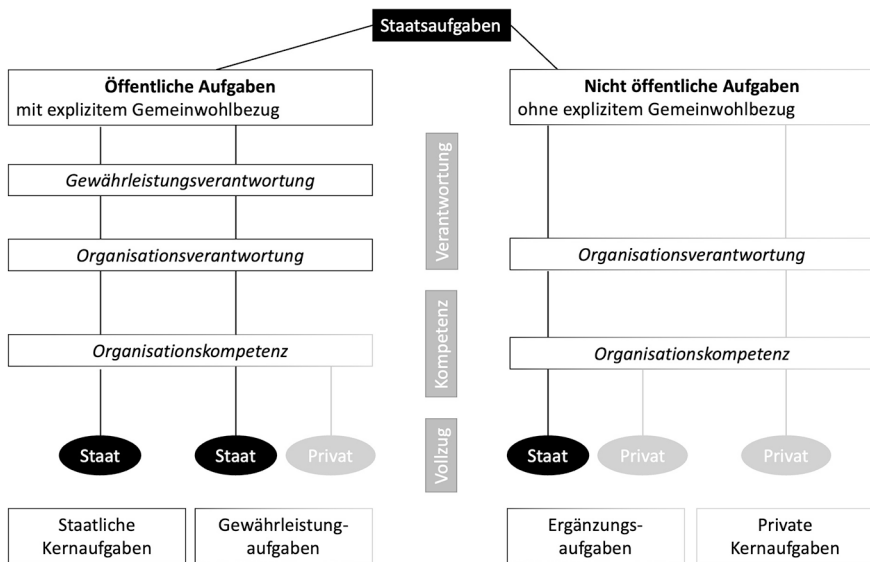 Staatsaufgaben
Öffentliche Aufgaben
mit explizitem Gemeinwohlbezug
Nicht öffentliche Aufgaben
ohne explizitem Gemeinwohlbezug
Verantwortung
Gewährleistungsverantwortung
Organisationsverantwortung
Organisationsverantwortung
Kompetenz
Organisationskompetenz
Organisationskompetenz
Vollzug
Staat
Staat
Privat
Staat
Privat
Privat
Staatliche
Kernaufgaben
Gewährleistung-
aufgaben
Ergänzungs-
aufgaben
Private
Kernaufgaben